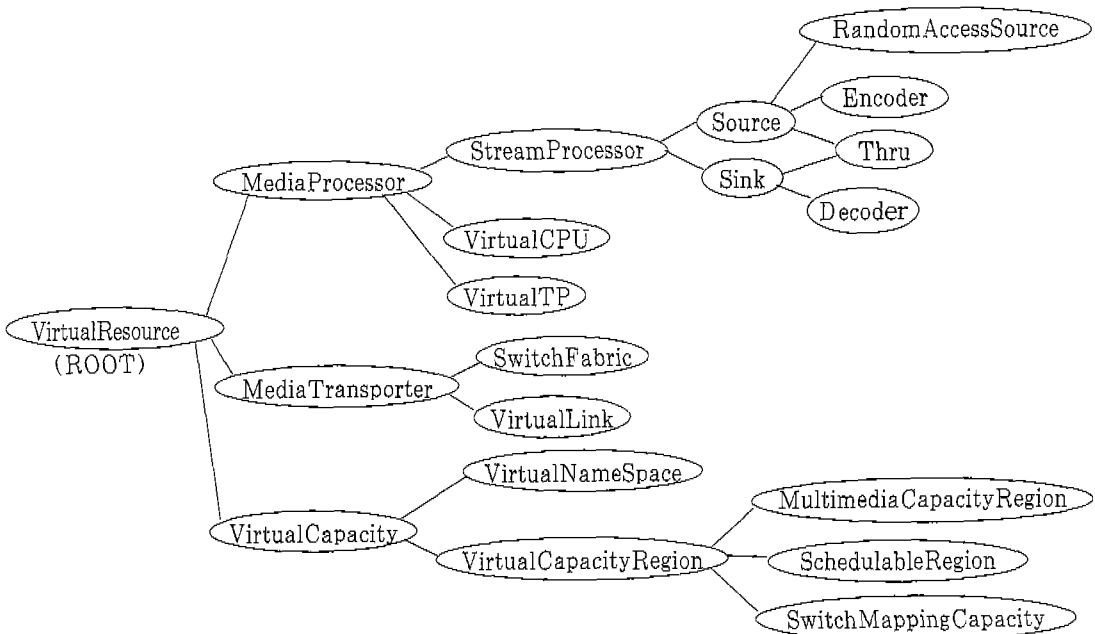 RandomAccessSource
Encoder
Source
StreamProcessor
Thru
MediaProcessor
Sink
Decoder
VirtualCPU
VirtualTP
VirtualResource
(ROOT)
SwitchFabric
MediaTransporter
VirtualLink
VirtualNameSpace
MultimediaCapacityRegion
VirtualCapacity
VirtualCapacityRegion
SchedulableRegion
SwitchMappingCapacity